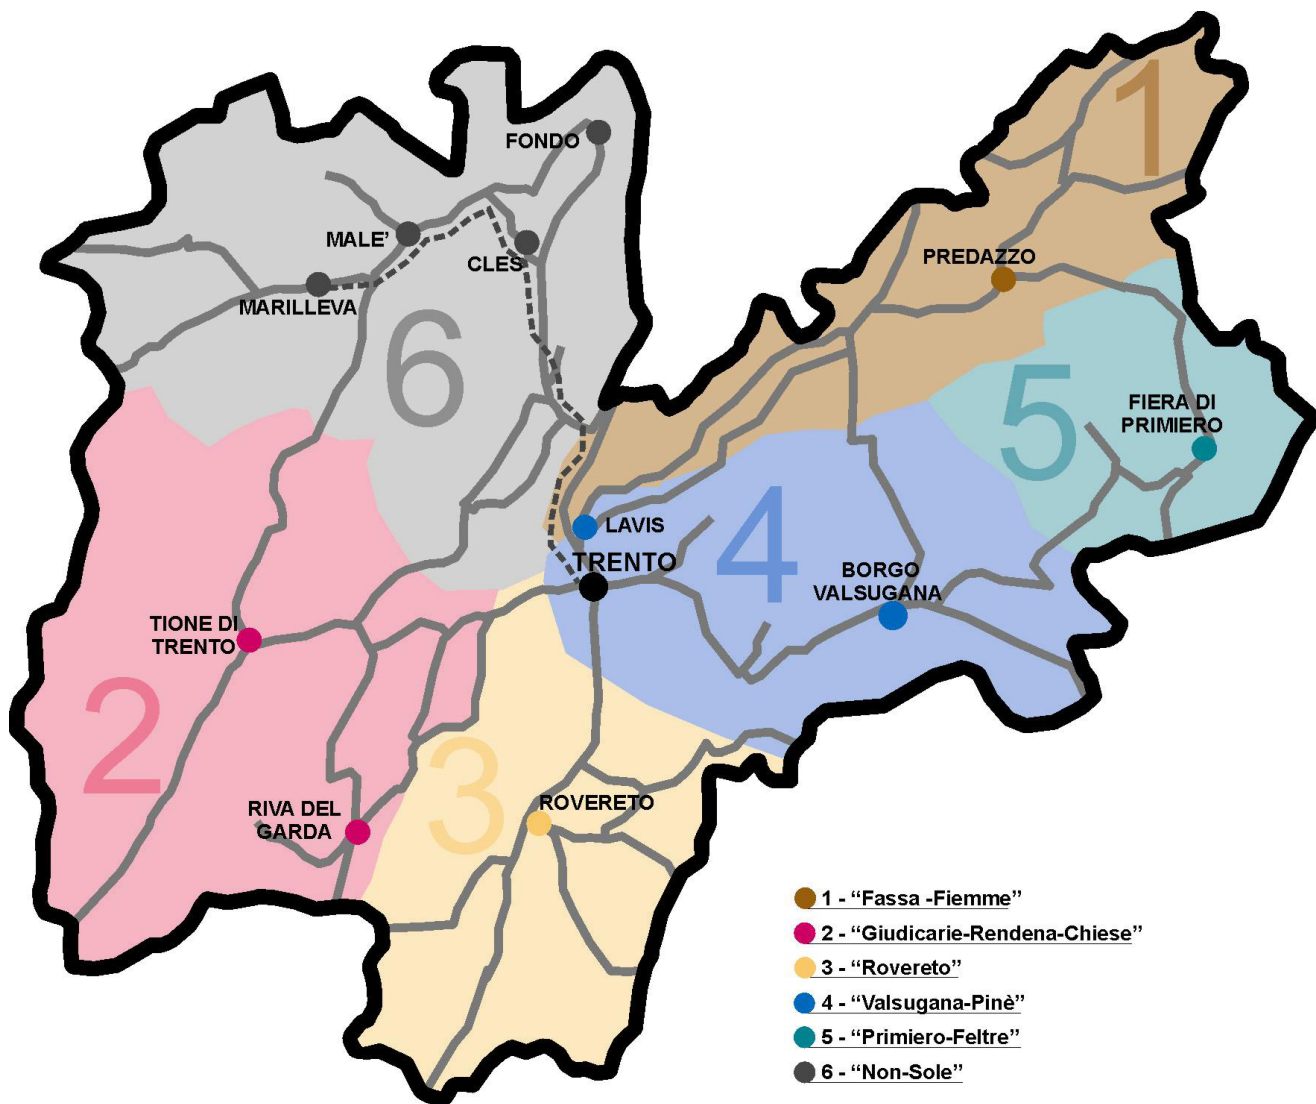 1
FONDO
MALE’
CLES
PREDAZZO
MARILLEVA
6
5
FIERA DI
PRIMIERO
LAVIS
4
TRENTO
BORGO
VALSUGANA
TIONE DI
TRENTO
2
3
RIVA DEL
GARDA
ROVERETO
1 - “Fassa -Fiemme”
2 - “Giudicarie-Rendena-Chiese”
3 - “Rovereto”
4 - “Valsugana-Pinè”
5 - “Primiero-Feltre”
6 - “Non-Sole”